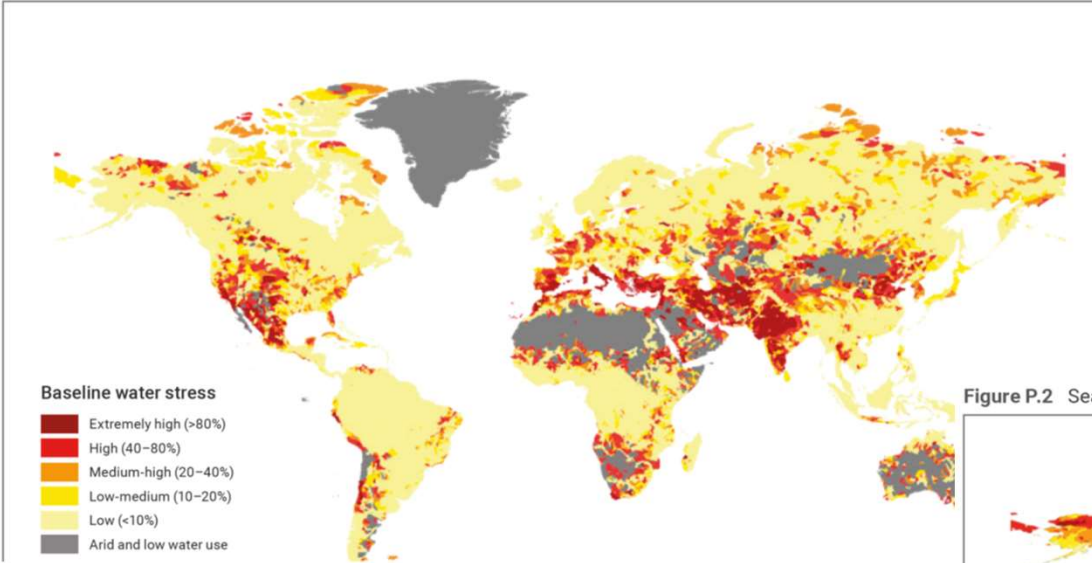 Baseline water stress
Extremely high (>80%)
High (40–80%)
Medium-high (20–40%)
Low-medium (10–20%)
Low (<10%)
Arid and low water use
Figure P.2 Sea